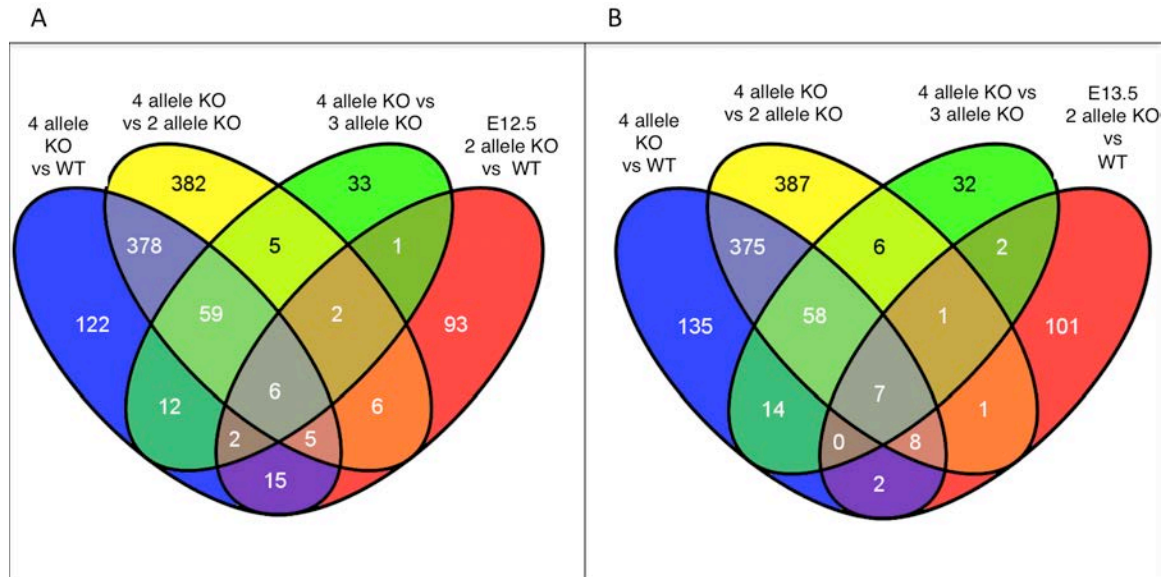 A
B
4 allele
KO
vs WT
4 allele KO
vs 2 allele KO
4 allele KO vs
3 allele KO
E12.5
2 allele KO
vs WT
382
33
378
5
1
122
59
2
93
12
6
6
2
5
15
4 allele
KO
vs WT
4 allele KO
vs 2 allele KO
4 allele KO vs
3 allele KO
E13.5
2 allele KO
vs
WT
387
32
375
6
2
135
58
1
101
14
7
1
0
8
2